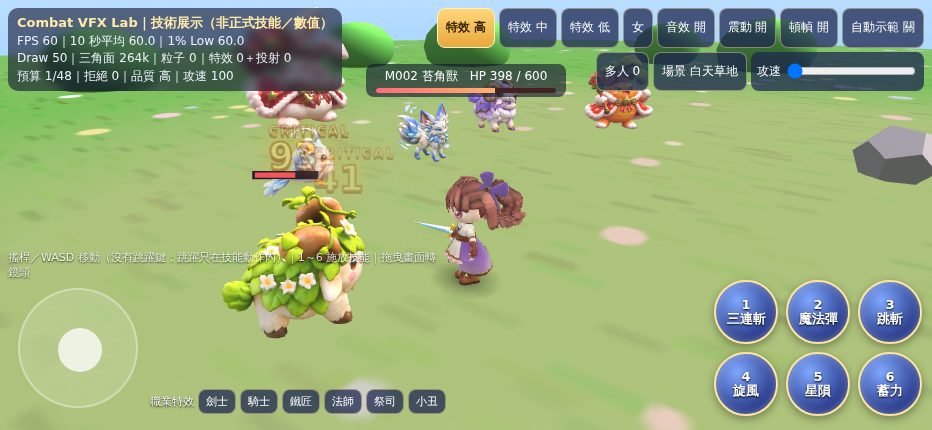 Combat VFX Lab｜技術展示（非正式技能／數值）
FPS 60｜10 秒平均 60.0｜1% Low 60.0
Draw 50｜三角面 264k｜粒子 0｜特效 0＋投射 0
預算 1/48｜拒絕 0｜品質 高｜攻速 100
特效 高
特效 中
特效 低
女
音效 開
震動 開
頓幀 開
自動示範 關
多人 0
場景 白天草地
攻速
M002 苔角獸 HP 398 / 600
CRITICAL
CRITICAL
41
搖桿／WASD 移動（沒有跳躍鍵；跳躍只在技能動作內）｜1～6 施放技能｜拖曳畫面轉
鏡頭
1
三連斬
2
魔法彈
3
跳斬
4
旋風
5
星隕
6
蓄力
職業特效
劍士
騎士
鐵匠
法師
祭司
小丑